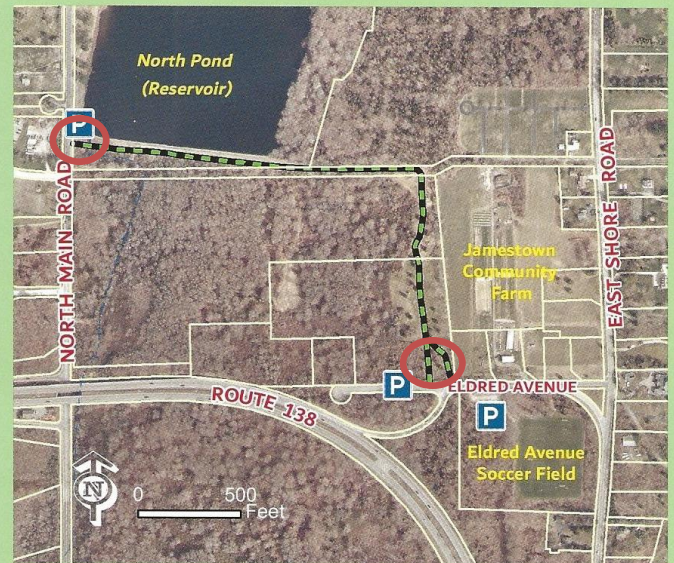 North Pond
(Reservoir)
P
NORTH MAIN ROAD
EAST SHORE ROAD
Jamestown
Community
Farm
P
ELDRED AVENUE
ROUTE 138
P
Eldred Avenue
Soccer Field
N
0 500
Feet